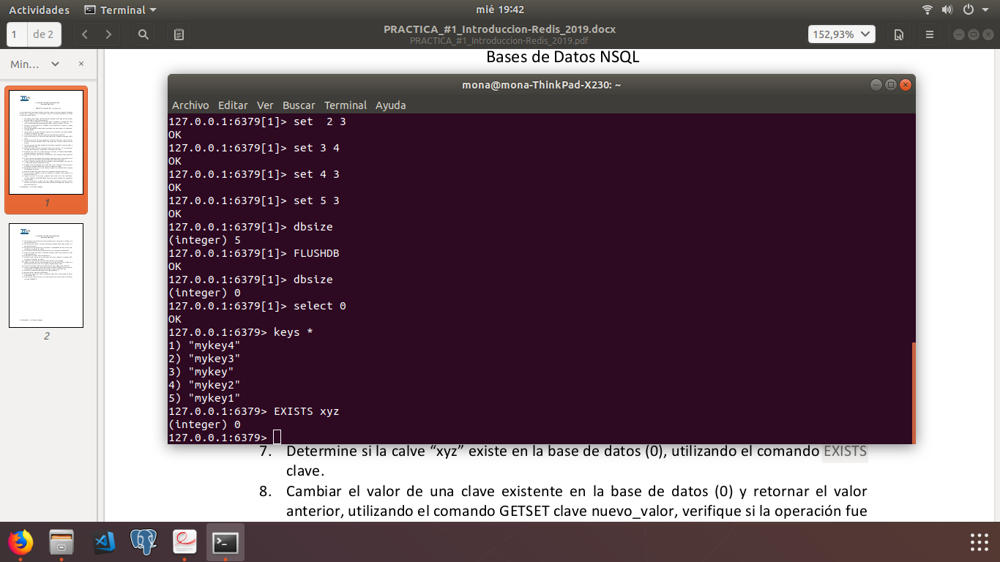 Actividades Terminal mié 19:42
1 de 2 PRACTICA_#1_Introduccion-Redis_2019.docx 152,93%
PRACTICA_#1_Introduccion-Redis_2019.pdf
Min...
Bases de Datos NSQL
mona@mona-ThinkPad-X230: ~
Archivo Editar Ver Buscar Terminal Ayuda
127.0.0.1:6379[1]> set  2 3
OK
127.0.0.1:6379[1]> set 3 4
OK
127.0.0.1:6379[1]> set 4 3
OK
127.0.0.1:6379[1]> set 5 3
OK
127.0.0.1:6379[1]> dbsize
(integer) 5
127.0.0.1:6379[1]> FLUSHDB
OK
127.0.0.1:6379[1]> dbsize
(integer) 0
127.0.0.1:6379[1]> select 0
OK
127.0.0.1:6379> keys *
1) "mykey4"
2) "mykey3"
3) "mykey"
4) "mykey2"
5) "mykey1"
127.0.0.1:6379> EXISTS xyz
(integer) 0
127.0.0.1:6379>
7. Determine si la calve “xyz” existe en la base de datos (0), utilizando el comando EXISTS
clave.
8. Cambiar el valor de una clave existente en la base de datos (0) y retornar el valor
anterior, utilizando el comando GETSET clave nuevo_valor, verifique si la operación fue
1
2